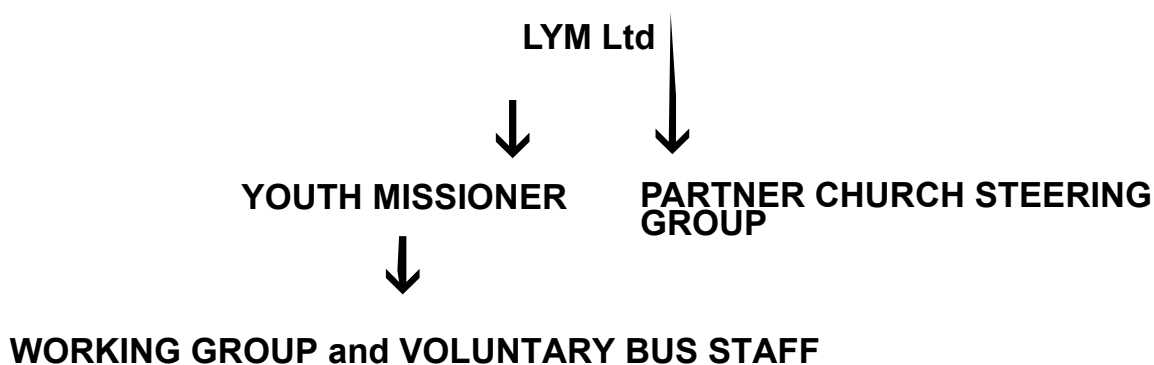 LYM Ltd
YOUTH MISSIONER
PARTNER CHURCH STEERING
GROUP
WORKING GROUP and VOLUNTARY BUS STAFF